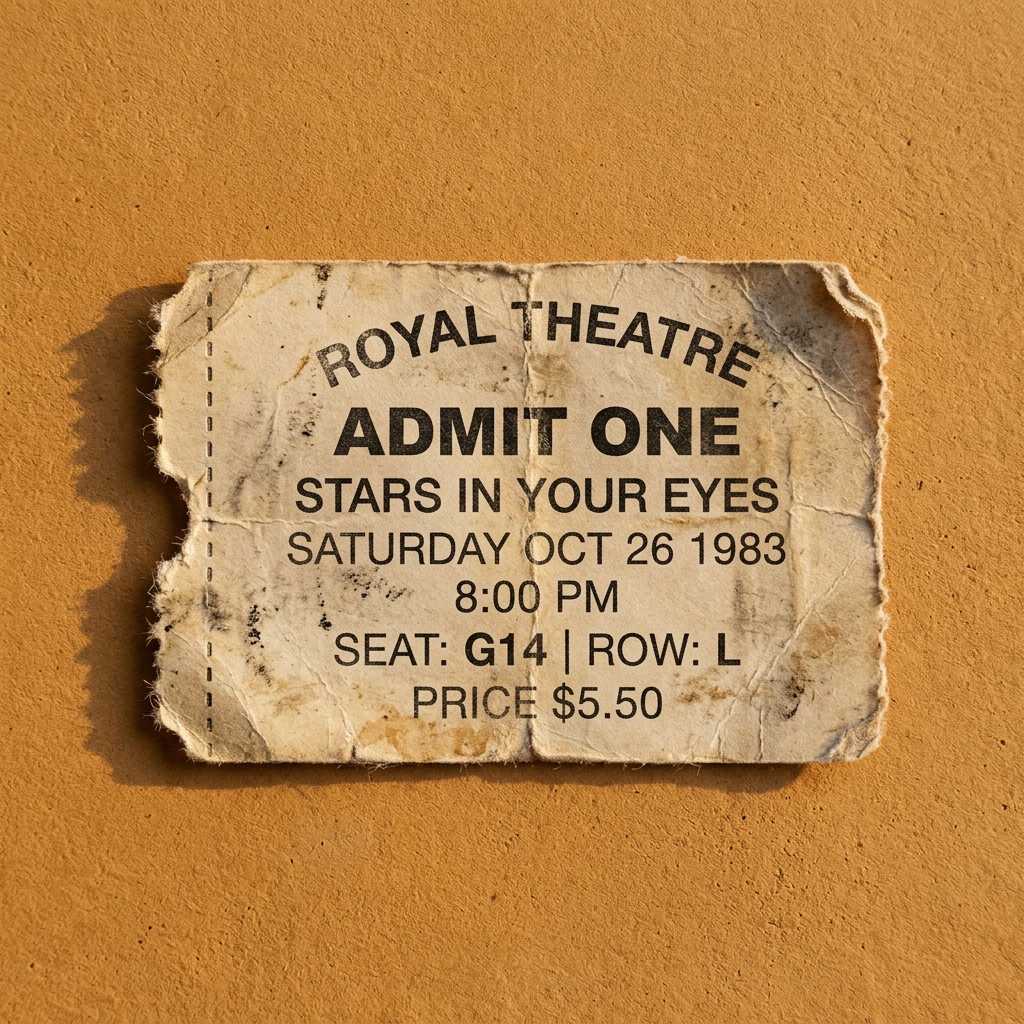 ROYAL THEATRE
ADMIT ONE
STARS IN YOUR EYES
SATURDAY OCT 26 1983
8:00 PM
SEAT: G14 | ROW: L
PRICE $5.50